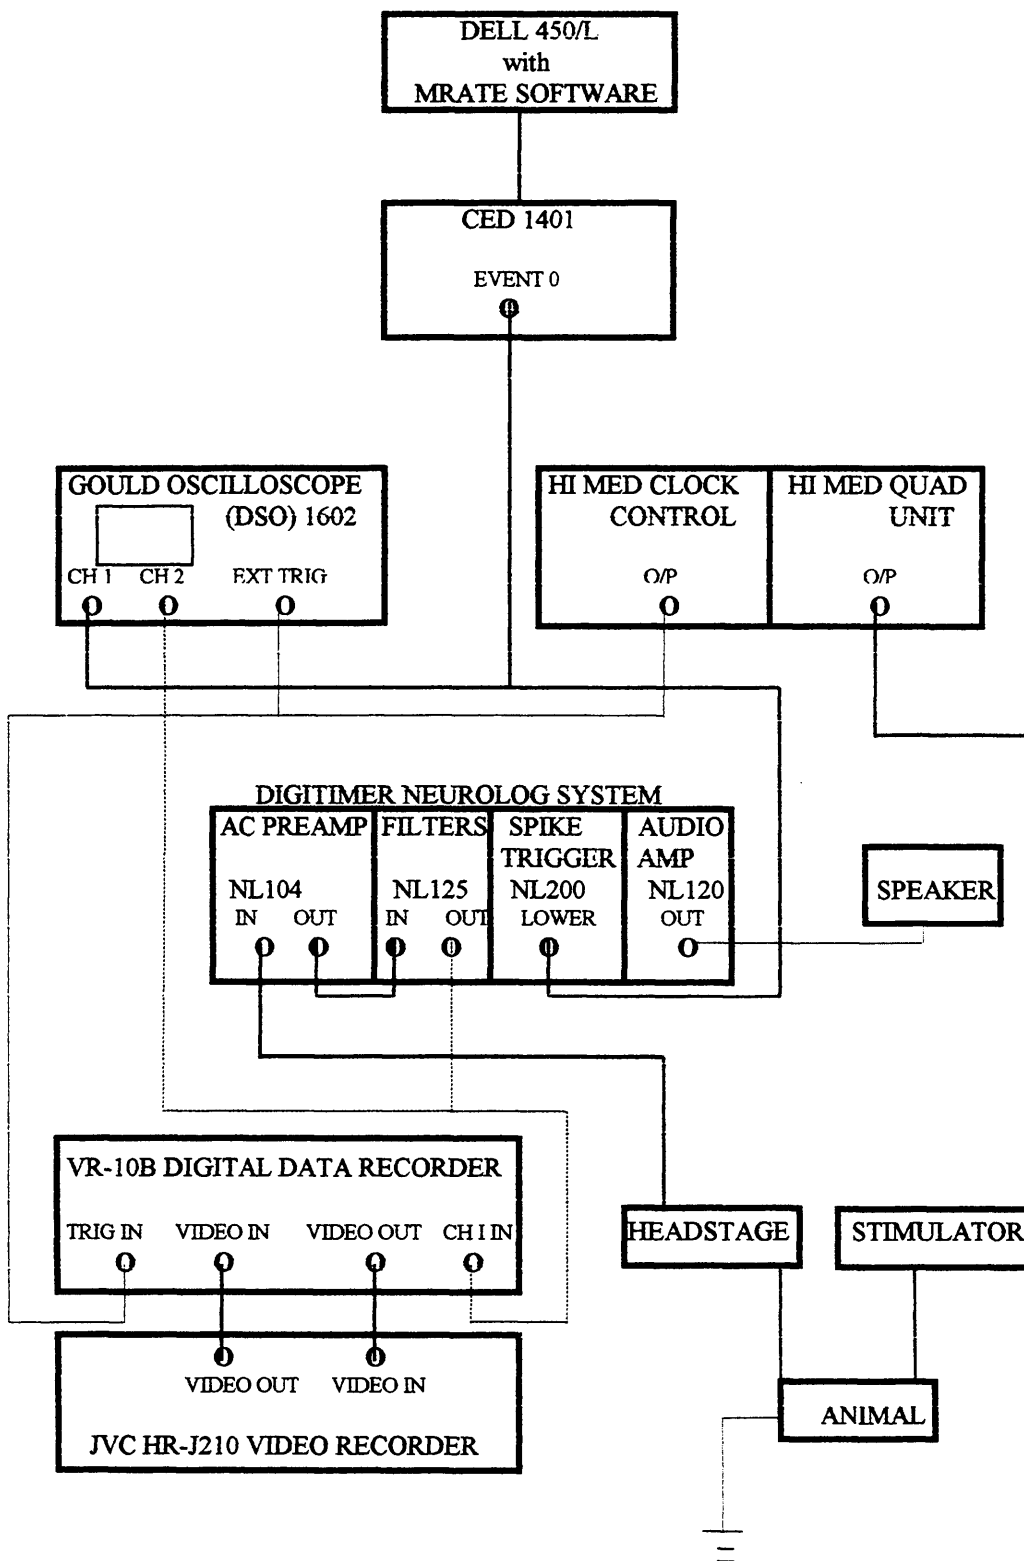 DELL 450/L
with
MRATE SOFTWARE
CED 1401
EVENT 0
GOULD OSCILLOSCOPE
(DSO) 1602
CH 1 CH 2 EXT TRIG
HI MED CLOCK
CONTROL
O/P
HI MED QUAD
UNIT
O/P
DIGITIMER NEUROLOG SYSTEM
AC PREAMP
NL104
IN OUT
FILTERS
NL125
IN OUT
SPIKE
TRIGGER
NL200
LOWER
AUDIO
AMP
NL120
OUT
SPEAKER
VR-10B DIGITAL DATA RECORDER
TRIG IN VIDEO IN VIDEO OUT CH I IN
HEADSTAGE
STIMULATOR
VIDEO OUT VIDEO IN
JVC HR-J210 VIDEO RECORDER
ANIMAL